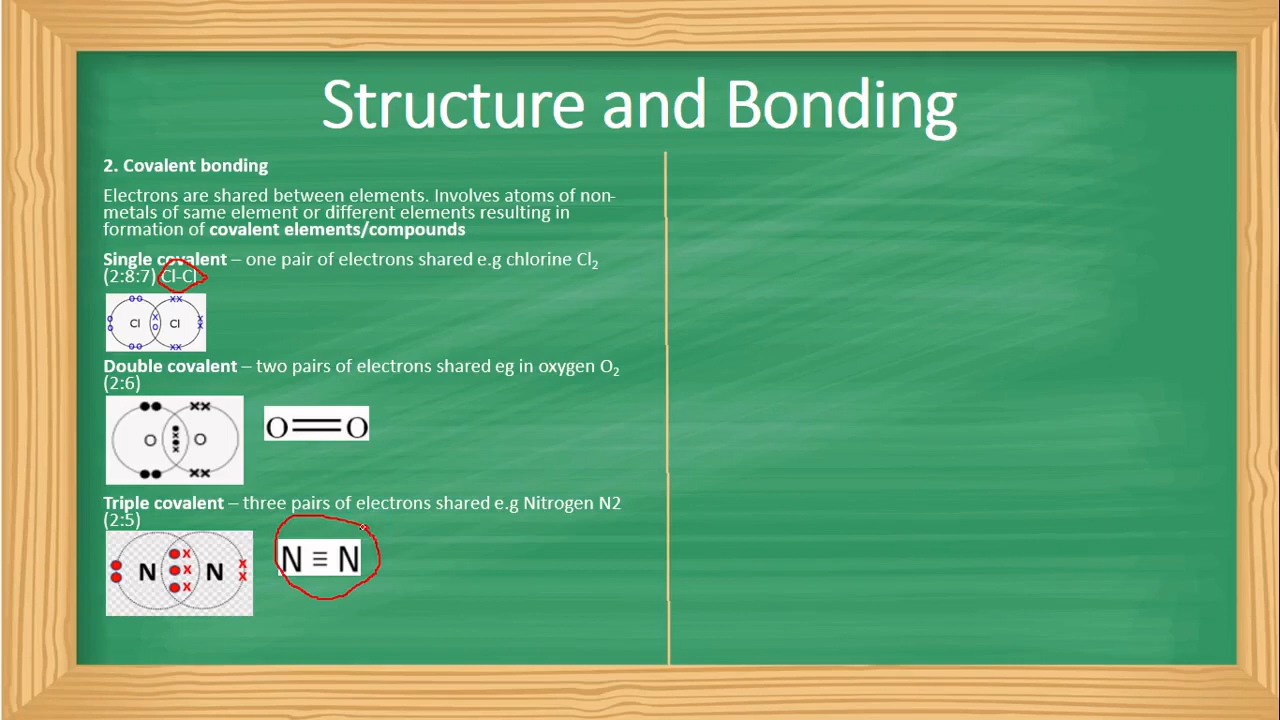 Structure and Bonding
2. Covalent bonding
Electrons are shared between elements. Involves atoms of non-
metals of same element or different elements resulting in
formation of covalent elements/compounds
Single covalent – one pair of electrons shared e.g chlorine Cl₂
(2:8:7) Cl-Cl
Cl Cl
Double covalent – two pairs of electrons shared eg in oxygen O₂
(2:6)
O O
O=O
Triple covalent – three pairs of electrons shared e.g Nitrogen N2
(2:5)
N N
N ≡ N